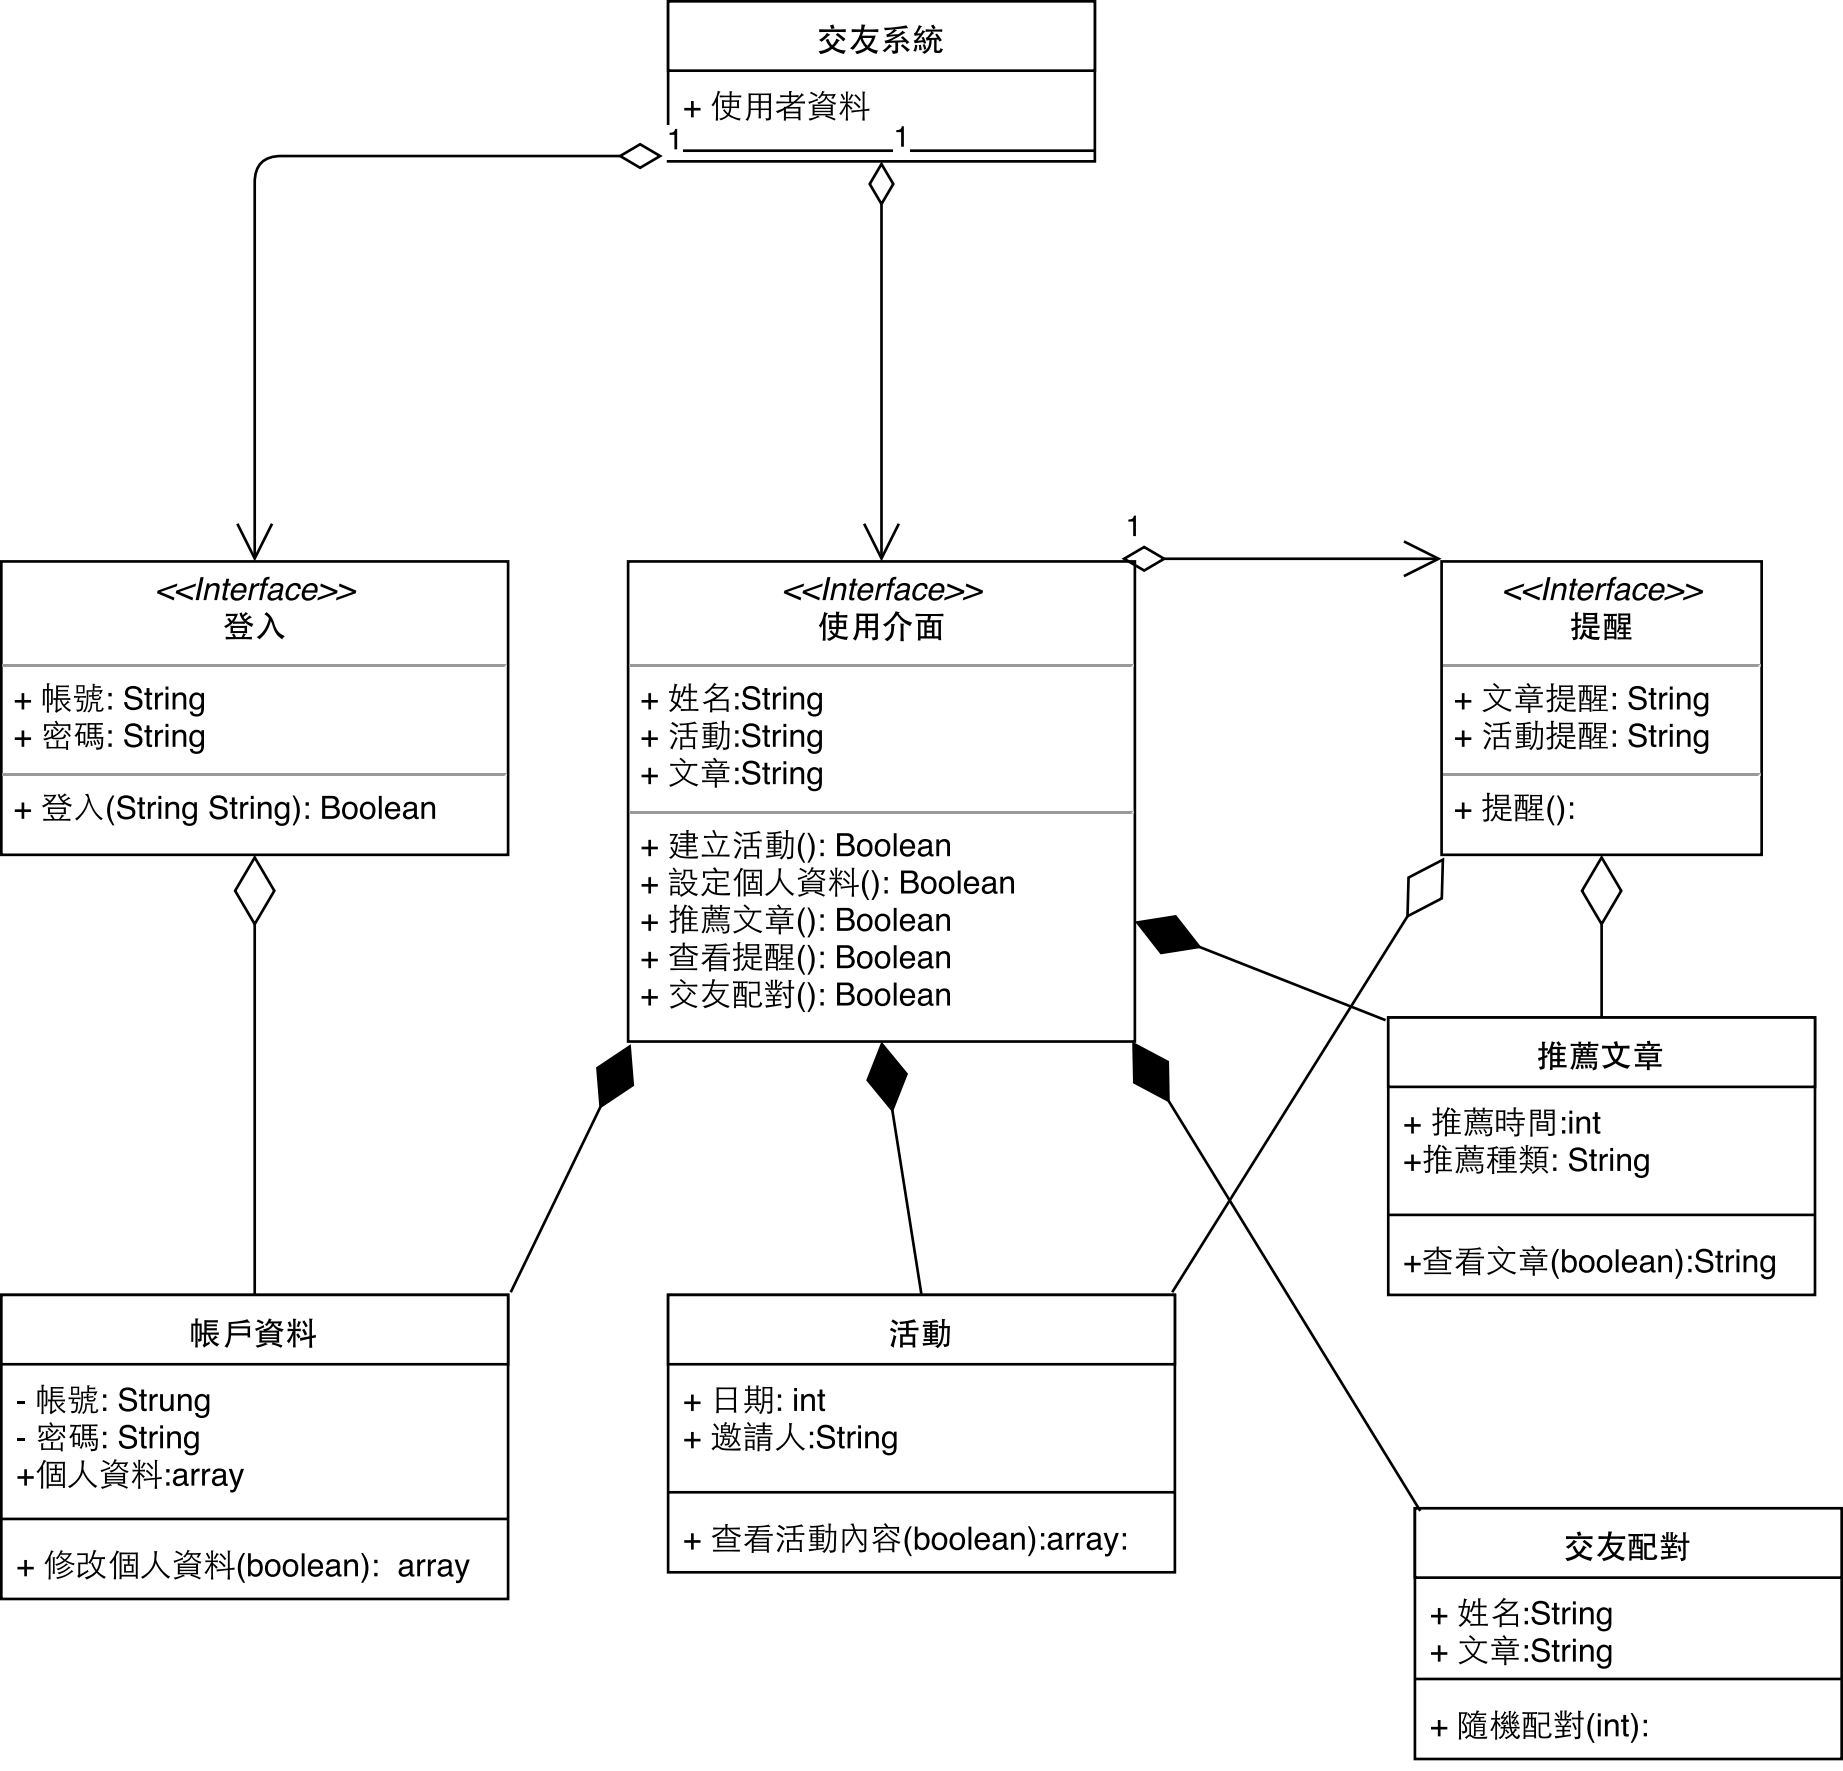 交友系統
+ 使用者資料
1
1
<<Interface>>
登入
+ 帳號: String
+ 密碼: String
+ 登入(String String): Boolean
<<Interface>>
使用介面
+ 姓名:String
+ 活動:String
+ 文章:String
+ 建立活動(): Boolean
+ 設定個人資料(): Boolean
+ 推薦文章(): Boolean
+ 查看提醒(): Boolean
+ 交友配對(): Boolean
1
<<Interface>>
提醒
+ 文章提醒: String
+ 活動提醒: String
+ 提醒():
推薦文章
+ 推薦時間:int
+推薦種類: String
+查看文章(boolean):String
帳戶資料
- 帳號: Strung
- 密碼: String
+個人資料:array
+ 修改個人資料(boolean):  array
活動
+ 日期: int
+ 邀請人:String
+ 查看活動內容(boolean):array:
交友配對
+ 姓名:String
+ 文章:String
+ 隨機配對(int):